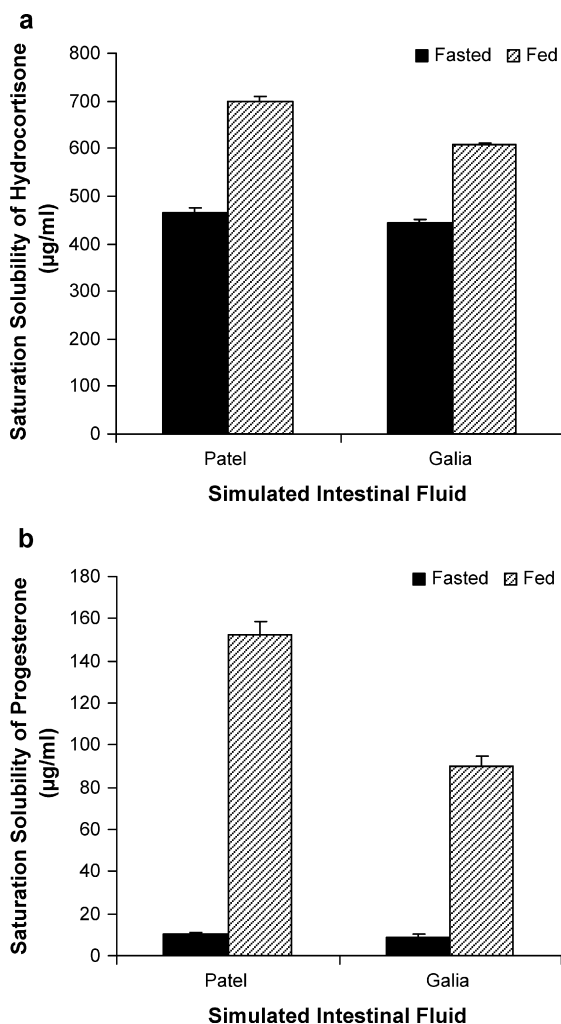 a
Saturation Solubility of Hydrocortisone
(µg/ml)
800
700
600
500
400
300
200
100
0
Fasted Fed
Patel Galia
Simulated Intestinal Fluid
b
Saturation Solubility of Progesterone
(µg/ml)
180
160
140
120
100
80
60
40
20
0
Fasted Fed
Patel Galia
Simulated Intestinal Fluid